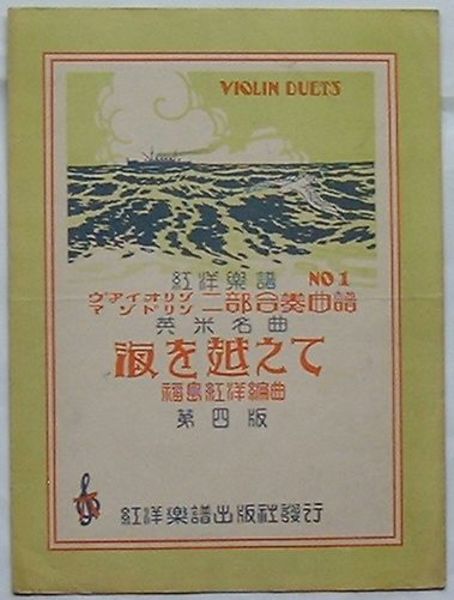 VIOLIN DUETS
紅洋樂譜 NO 1
ヴァイオリン
マンドリン 二部合奏曲譜
英米名曲
海を越えて
福島紅洋編曲
第四版
紅洋樂譜出版社發行